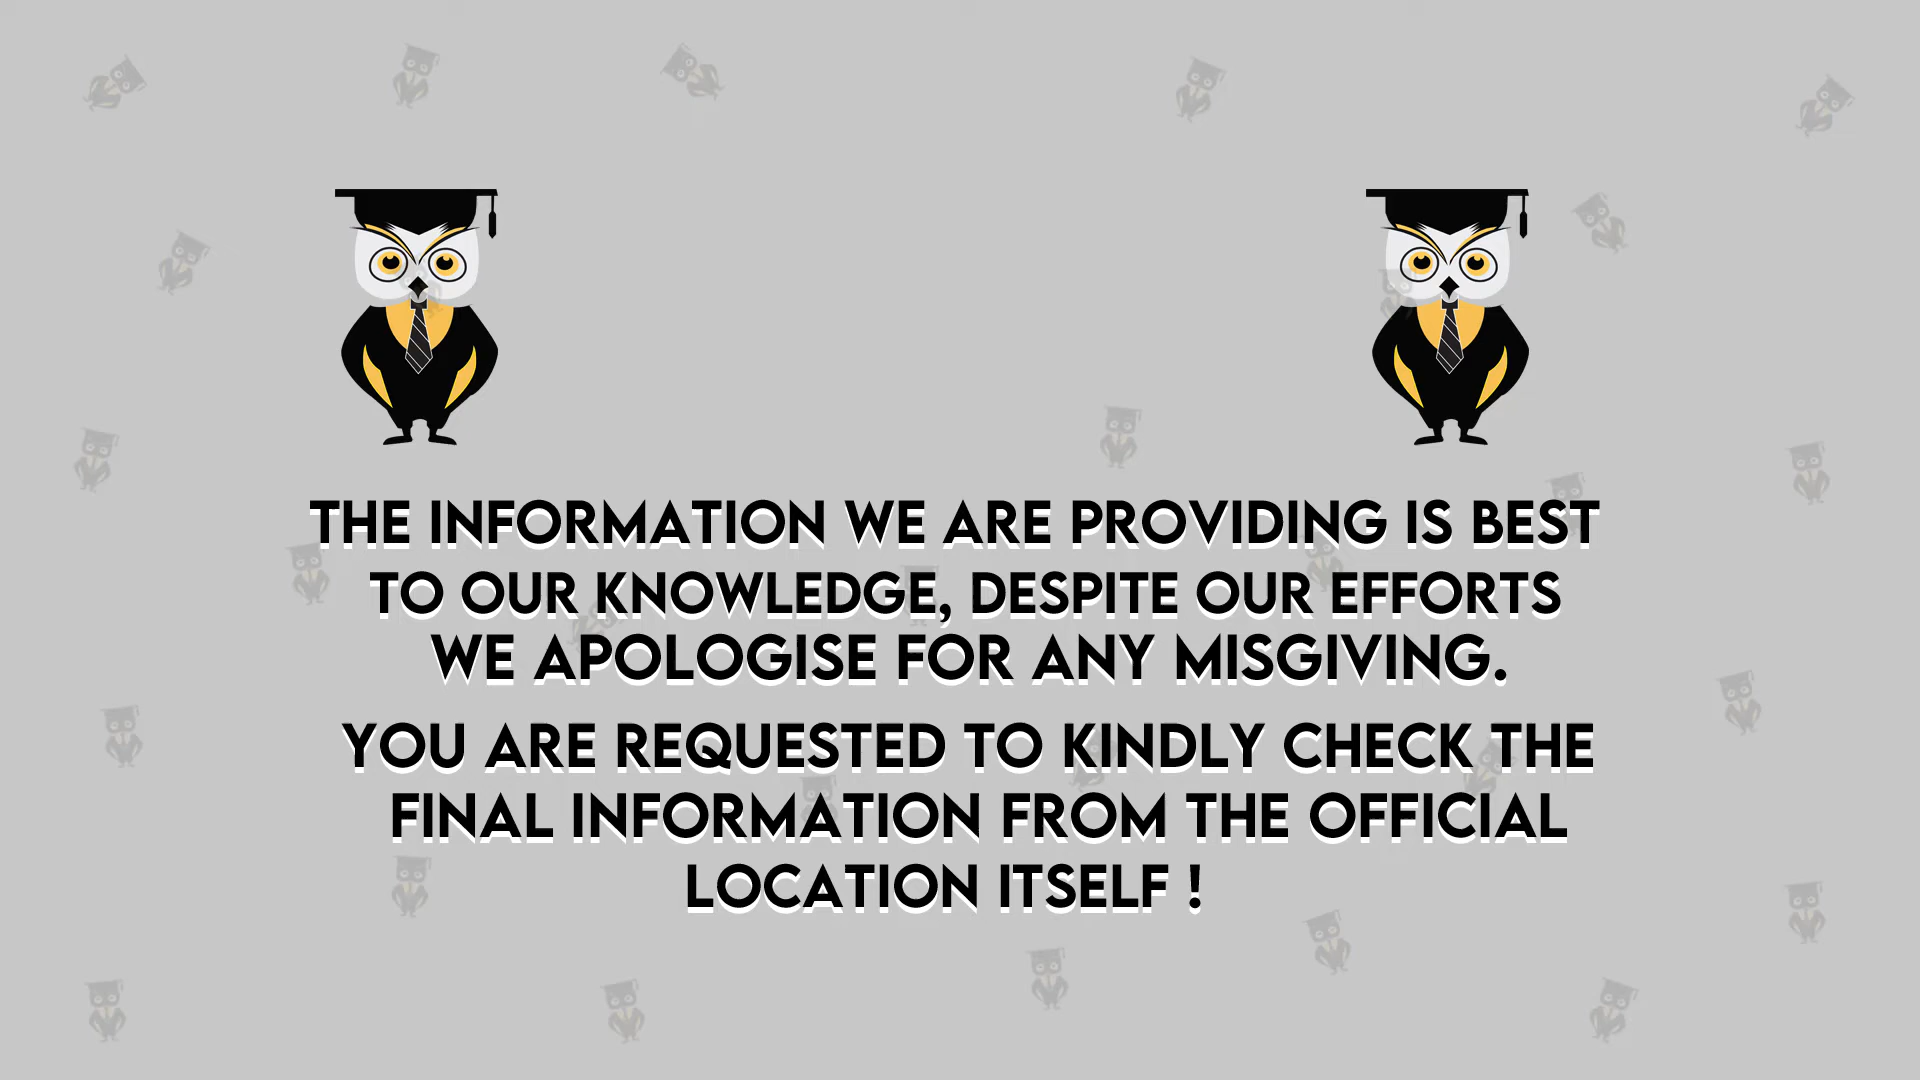 THE INFORMATION WE ARE PROVIDING IS BEST
TO OUR KNOWLEDGE, DESPITE OUR EFFORTS
WE APOLOGISE FOR ANY MISGIVING.
YOU ARE REQUESTED TO KINDLY CHECK THE
FINAL INFORMATION FROM THE OFFICIAL
LOCATION ITSELF !